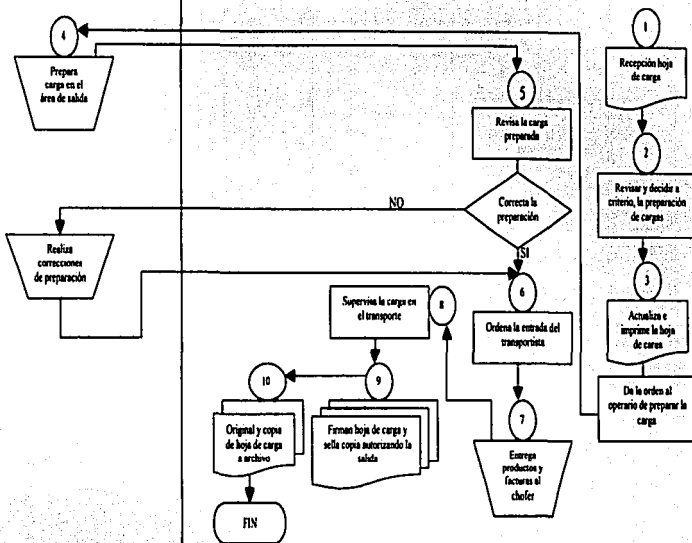 1
Recepción hoja
de carga
2
Revisar y decidir a
criterio, la preparación
de cargas
3
Actualiza e
imprime la hoja
de carga
Da la orden al
operario de preparar la
carga
4
Prepara
carga en el
área de salida
5
Revisa la carga
preparada
Correcta la
preparación
NO
SI
Realiza
correcciones
de preparación
6
Ordena la entrada del
transportista
7
Entrega
productos y
facturas al
chofer
8
Supervisa la carga en
el transporte
9
Firman hoja de carga y
sella copia autorizando la
salida
10
Original y copia
de hoja de carga
a archivo
FIN